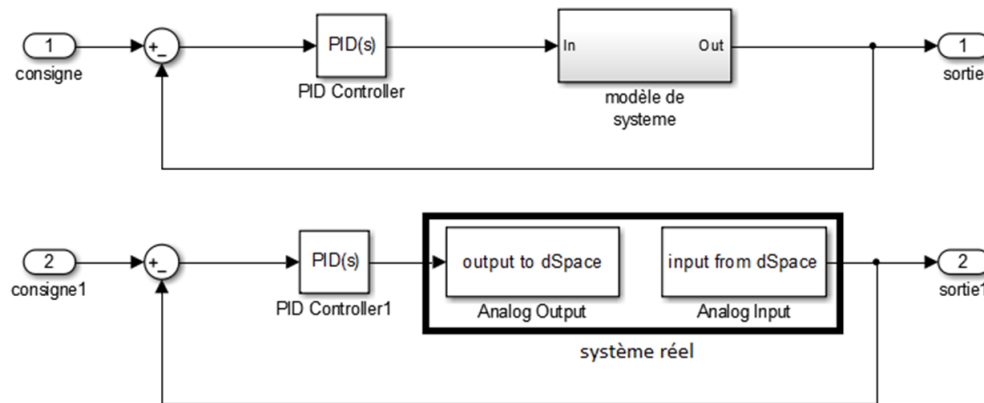 1
consigne
+
-
PID(s)
PID Controller
In
Out
modèle de
systeme
1
sortie
2
consigne1
+
-
PID(s)
PID Controller1
output to dSpace
Analog Output
input from dSpace
Analog Input
système réel
2
sortie1